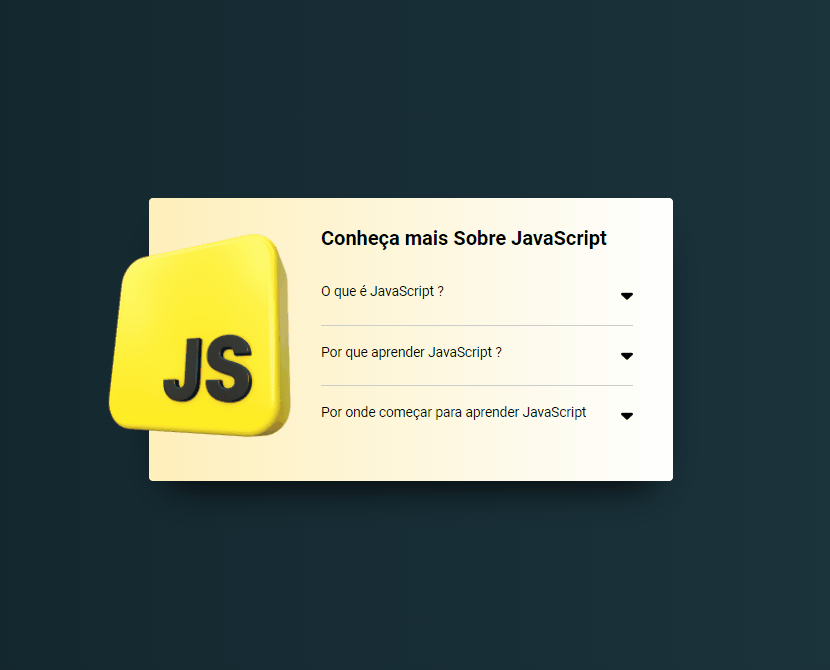 Conheça mais Sobre JavaScript
O que é JavaScript ?
Por que aprender JavaScript ?
Por onde começar para aprender JavaScript
JS